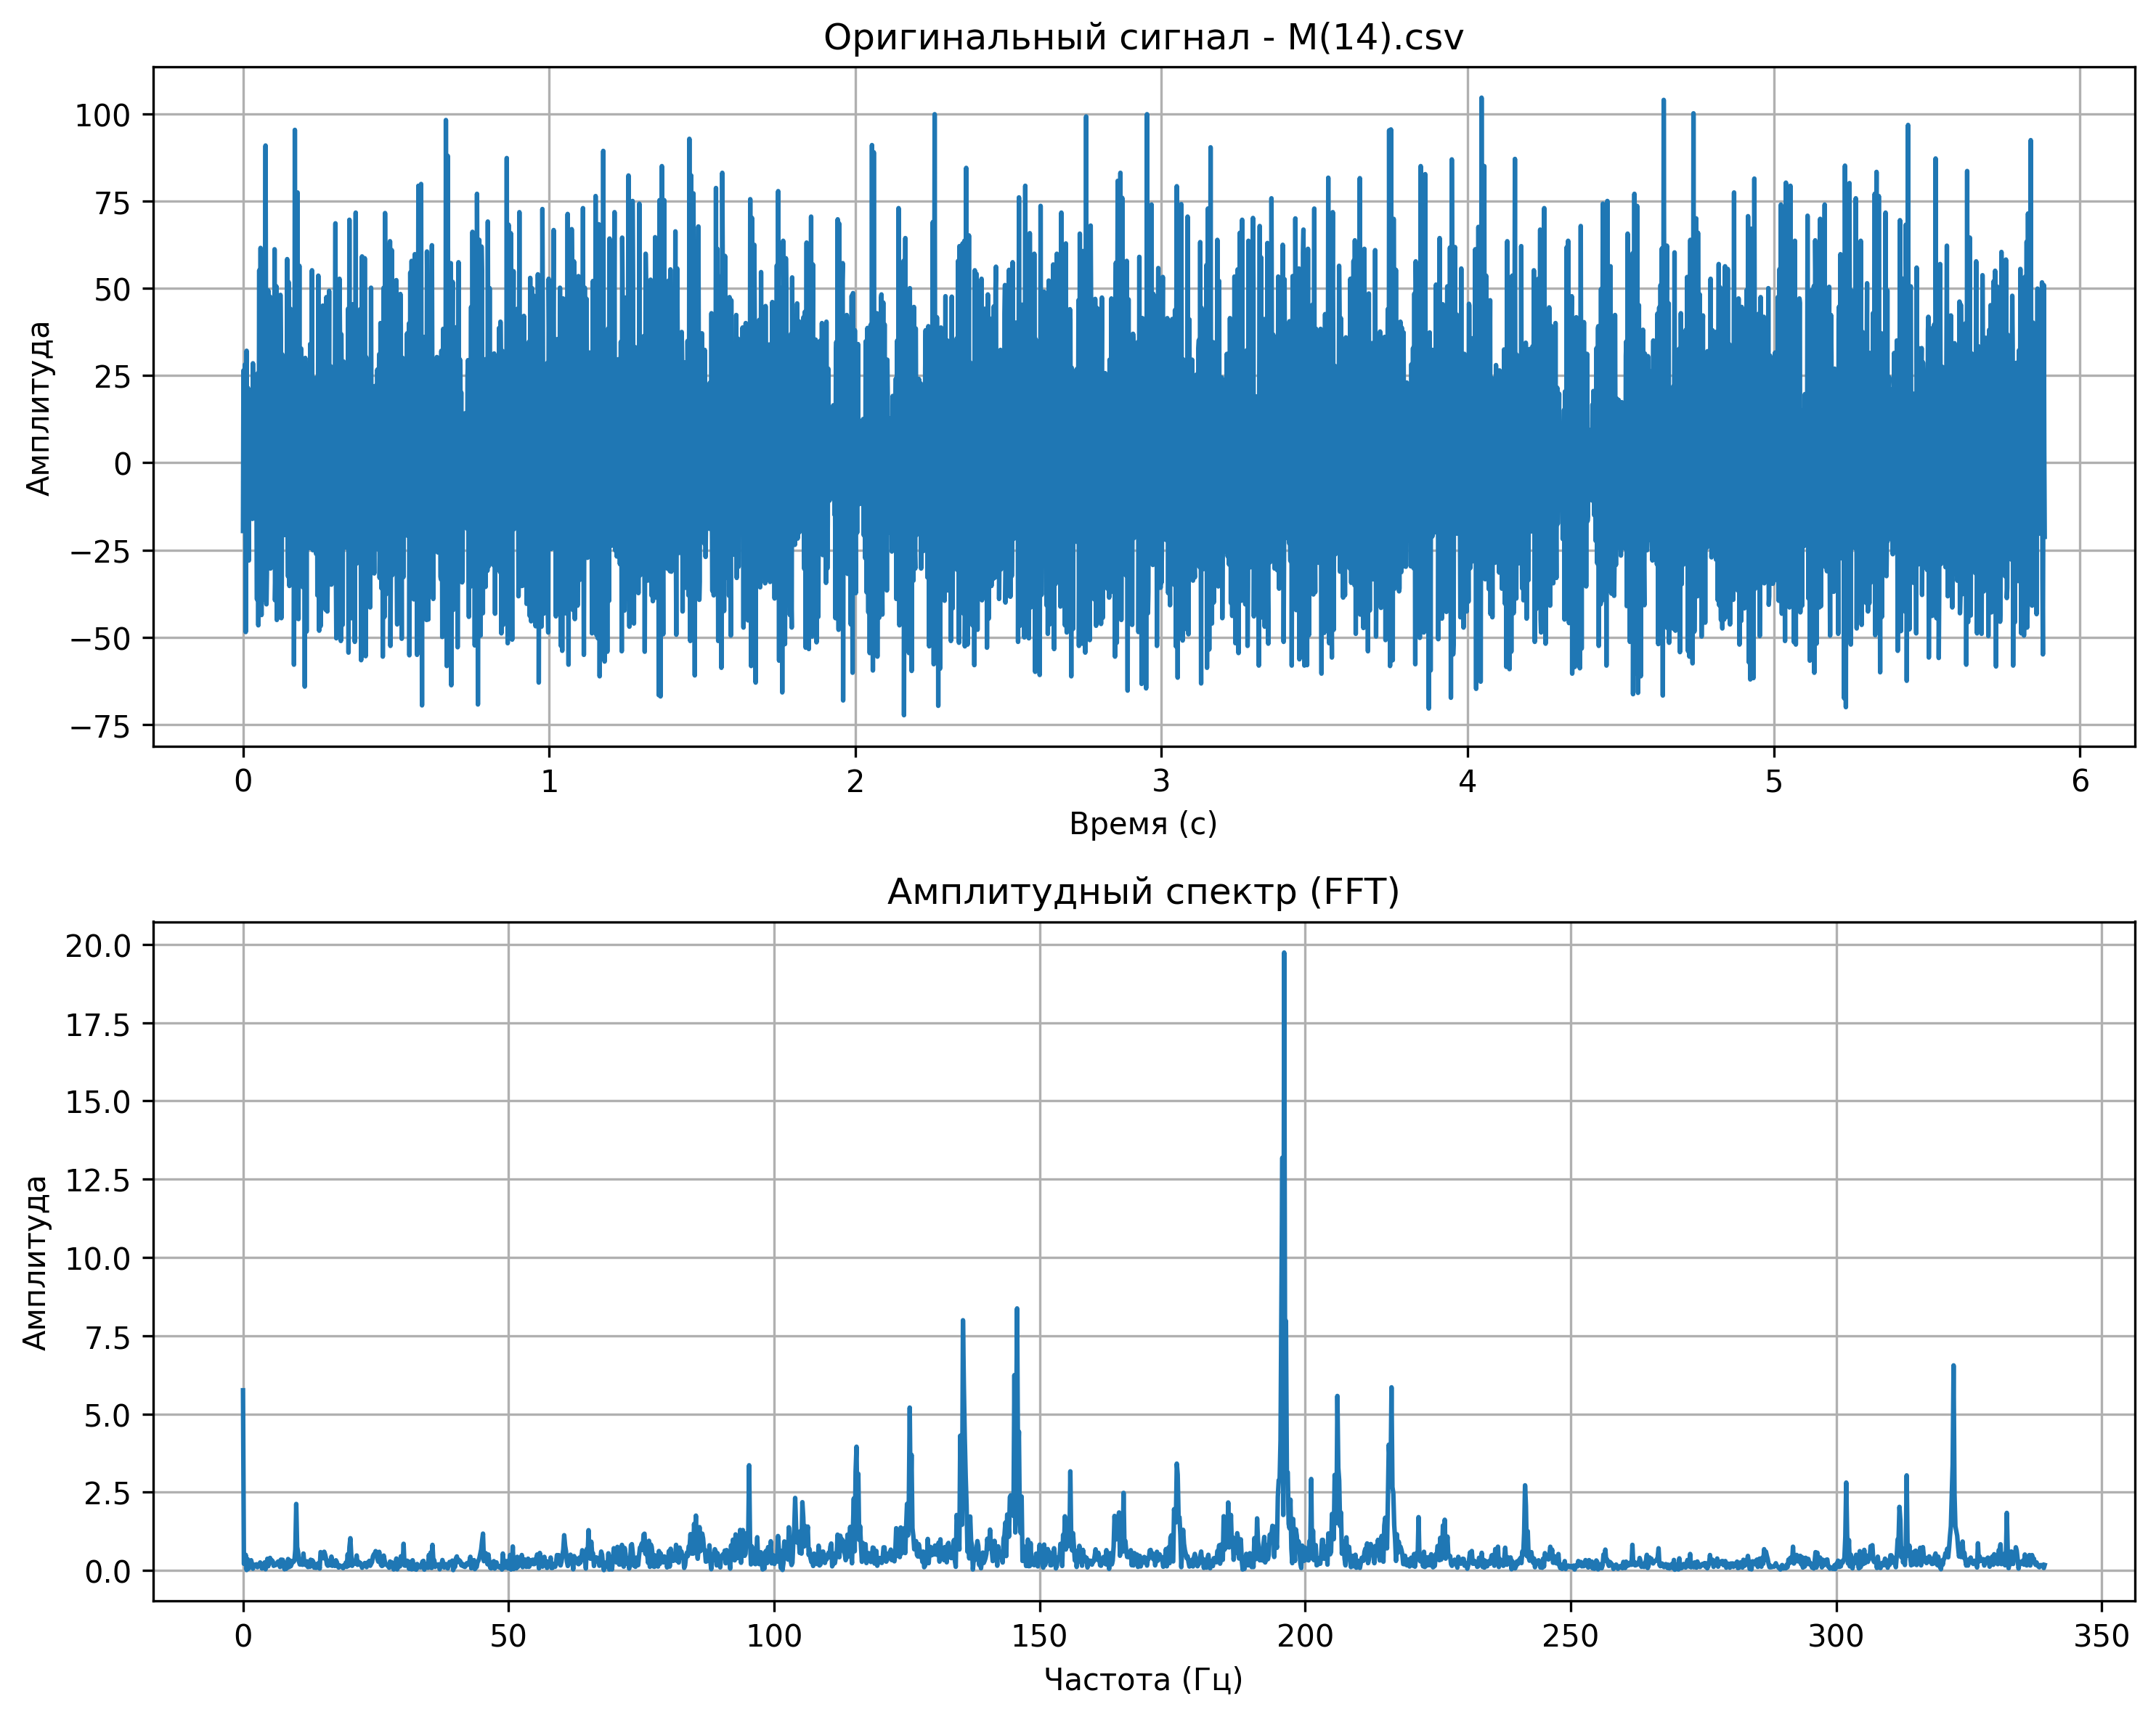 Оригинальный сигнал - M(14).csv
100
75
50
25
0
−25
−50
−75
Амплитуда
0 1 2 3 4 5 6
Время (с)
Амплитудный спектр (FFT)
20.0
17.5
15.0
12.5
10.0
7.5
5.0
2.5
0.0
Амплитуда
0 50 100 150 200 250 300 350
Частота (Гц)